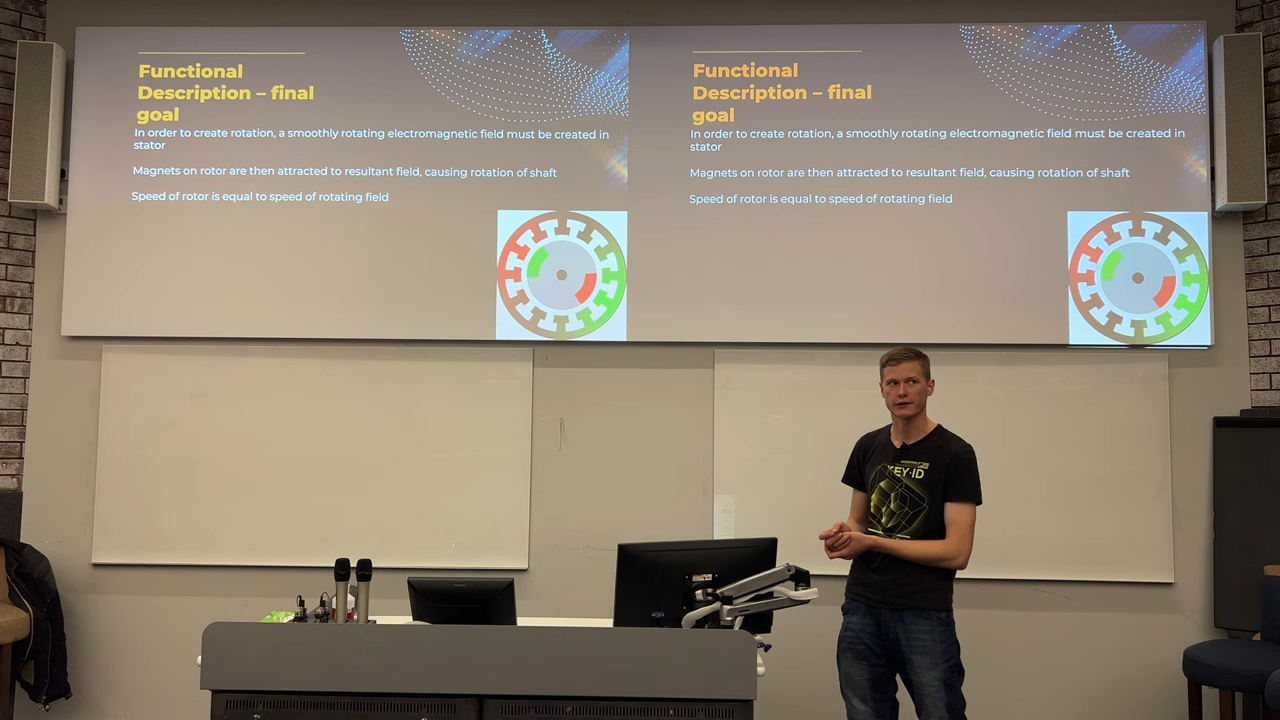 Functional
Description – final
goal
In order to create rotation, a smoothly rotating electromagnetic field must be created in
stator
Magnets on rotor are then attracted to resultant field, causing rotation of shaft
Speed of rotor is equal to speed of rotating field
Functional
Description – final
goal
In order to create rotation, a smoothly rotating electromagnetic field must be created in
stator
Magnets on rotor are then attracted to resultant field, causing rotation of shaft
Speed of rotor is equal to speed of rotating field
KEY-ID